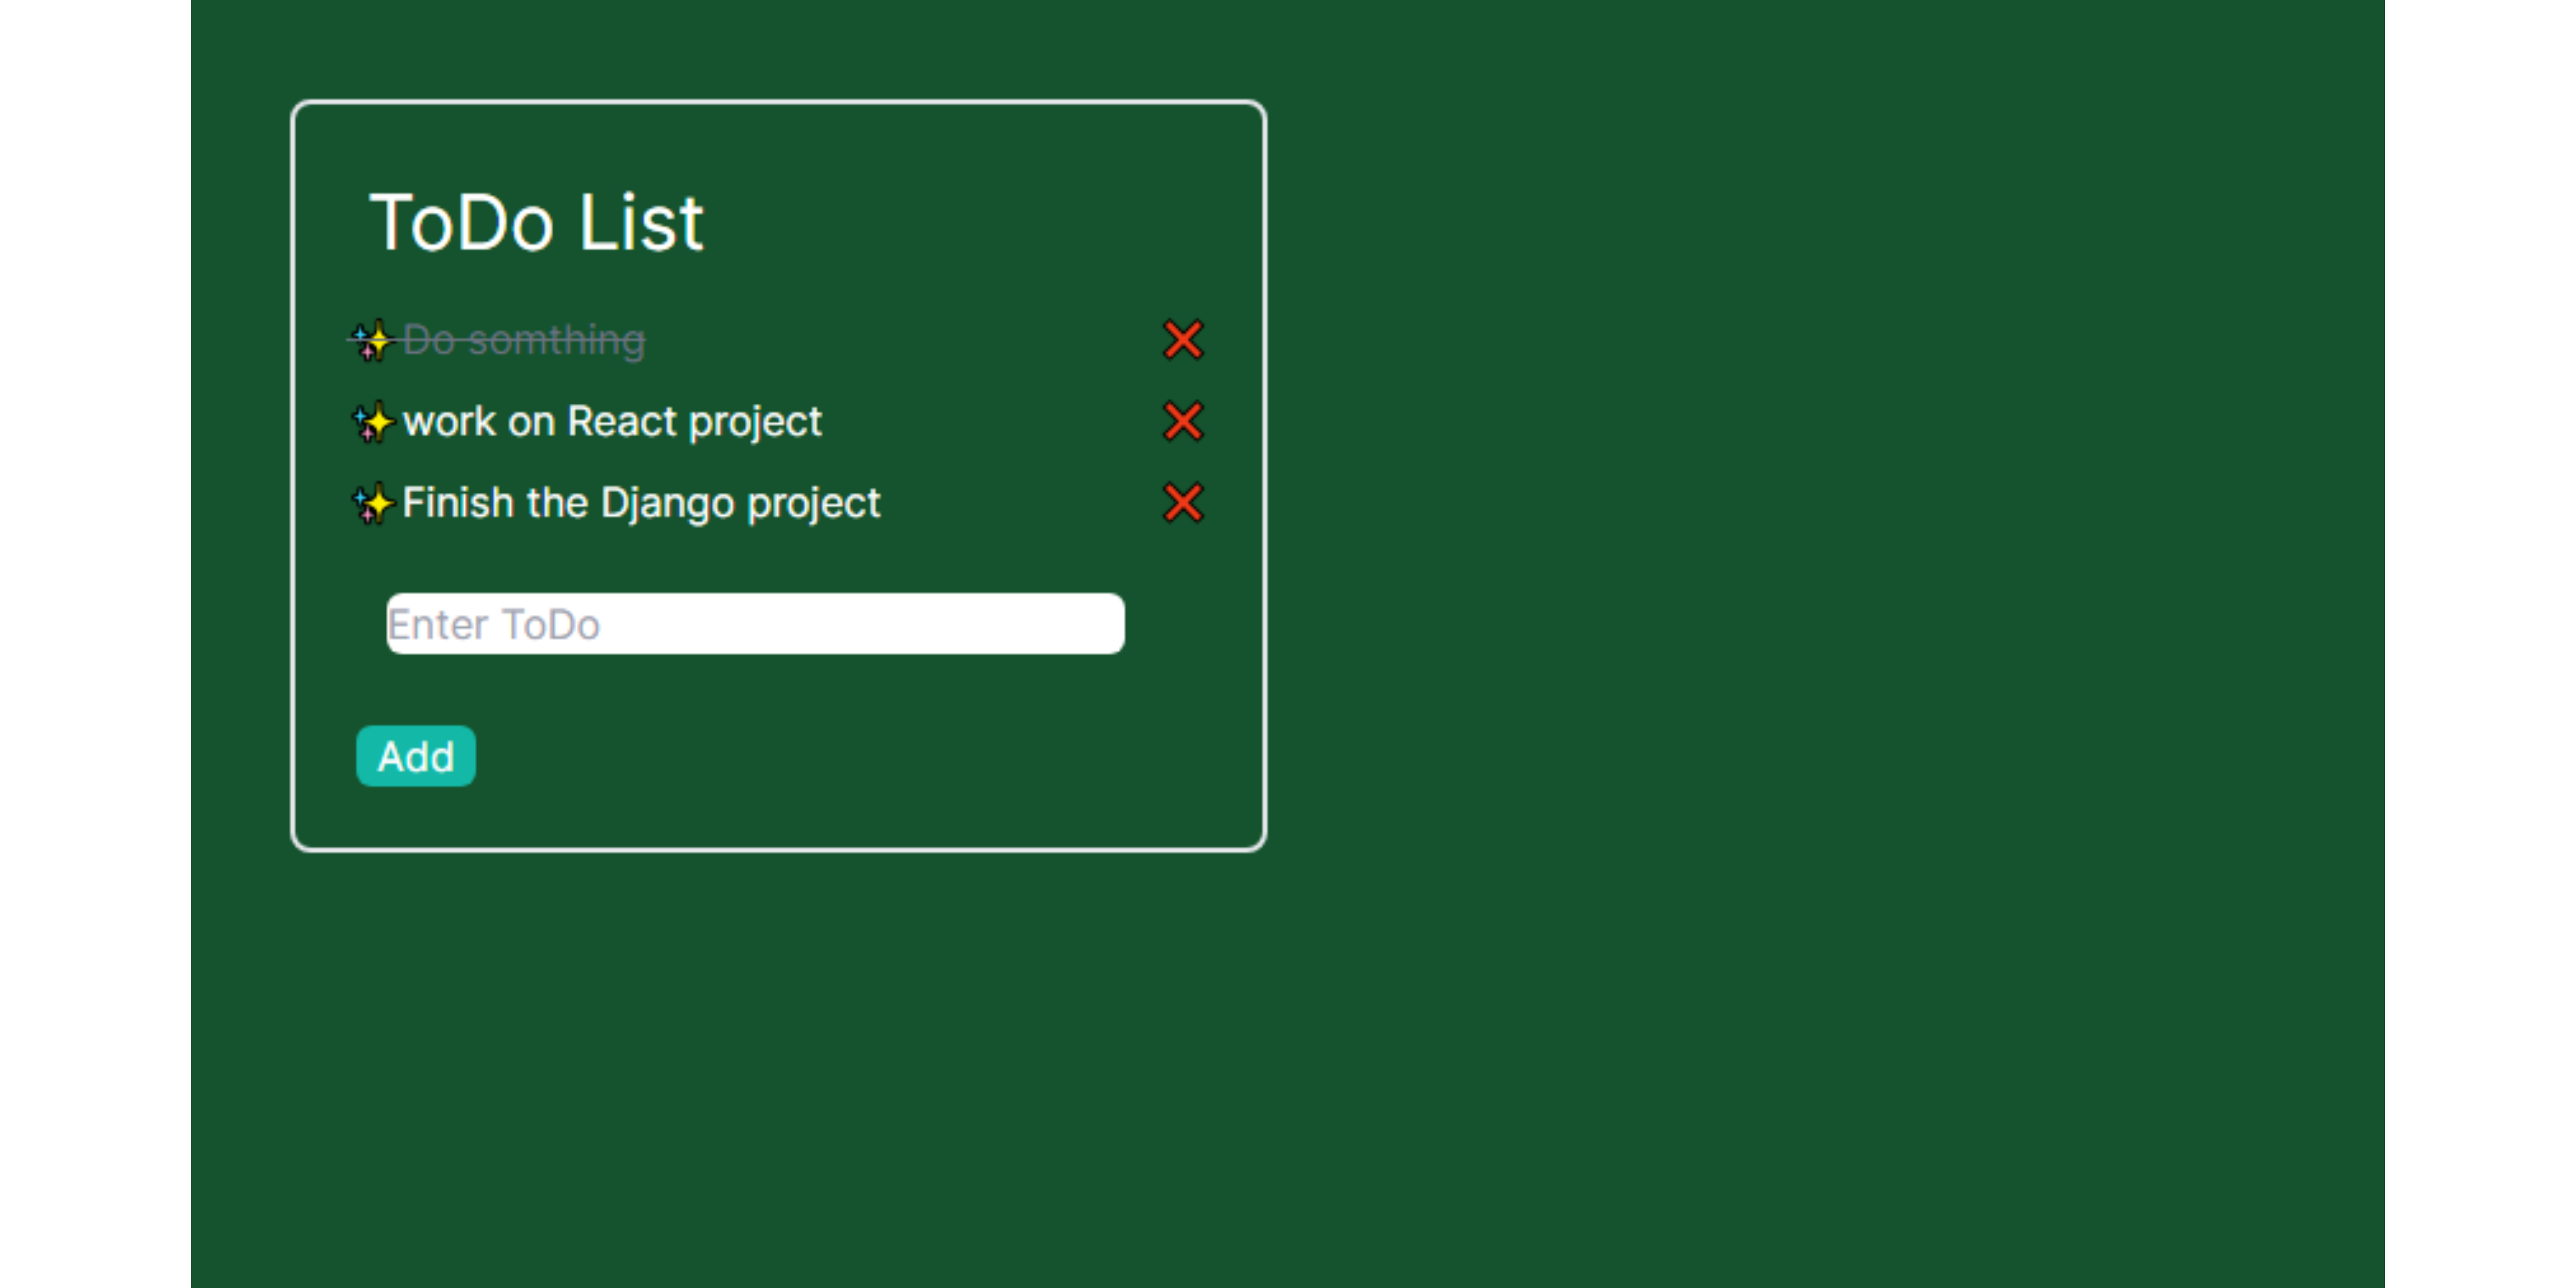 ToDo List
✨Do somthing ❌
✨work on React project ❌
✨Finish the Django project ❌
Enter ToDo
Add